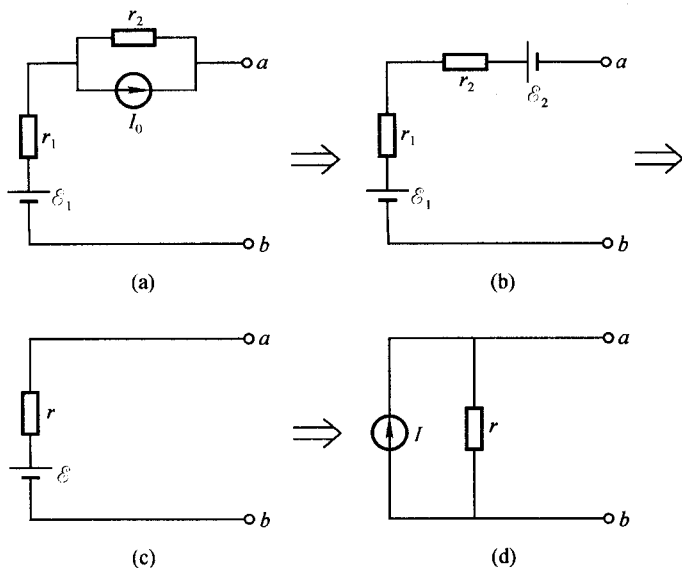 r₂
a
I₀
r₁
ℰ₁
b
(a)
a
r₂
ℰ₂
r₁
ℰ₁
b
(b)
a
r
ℰ
b
(c)
a
I
r
b
(d)